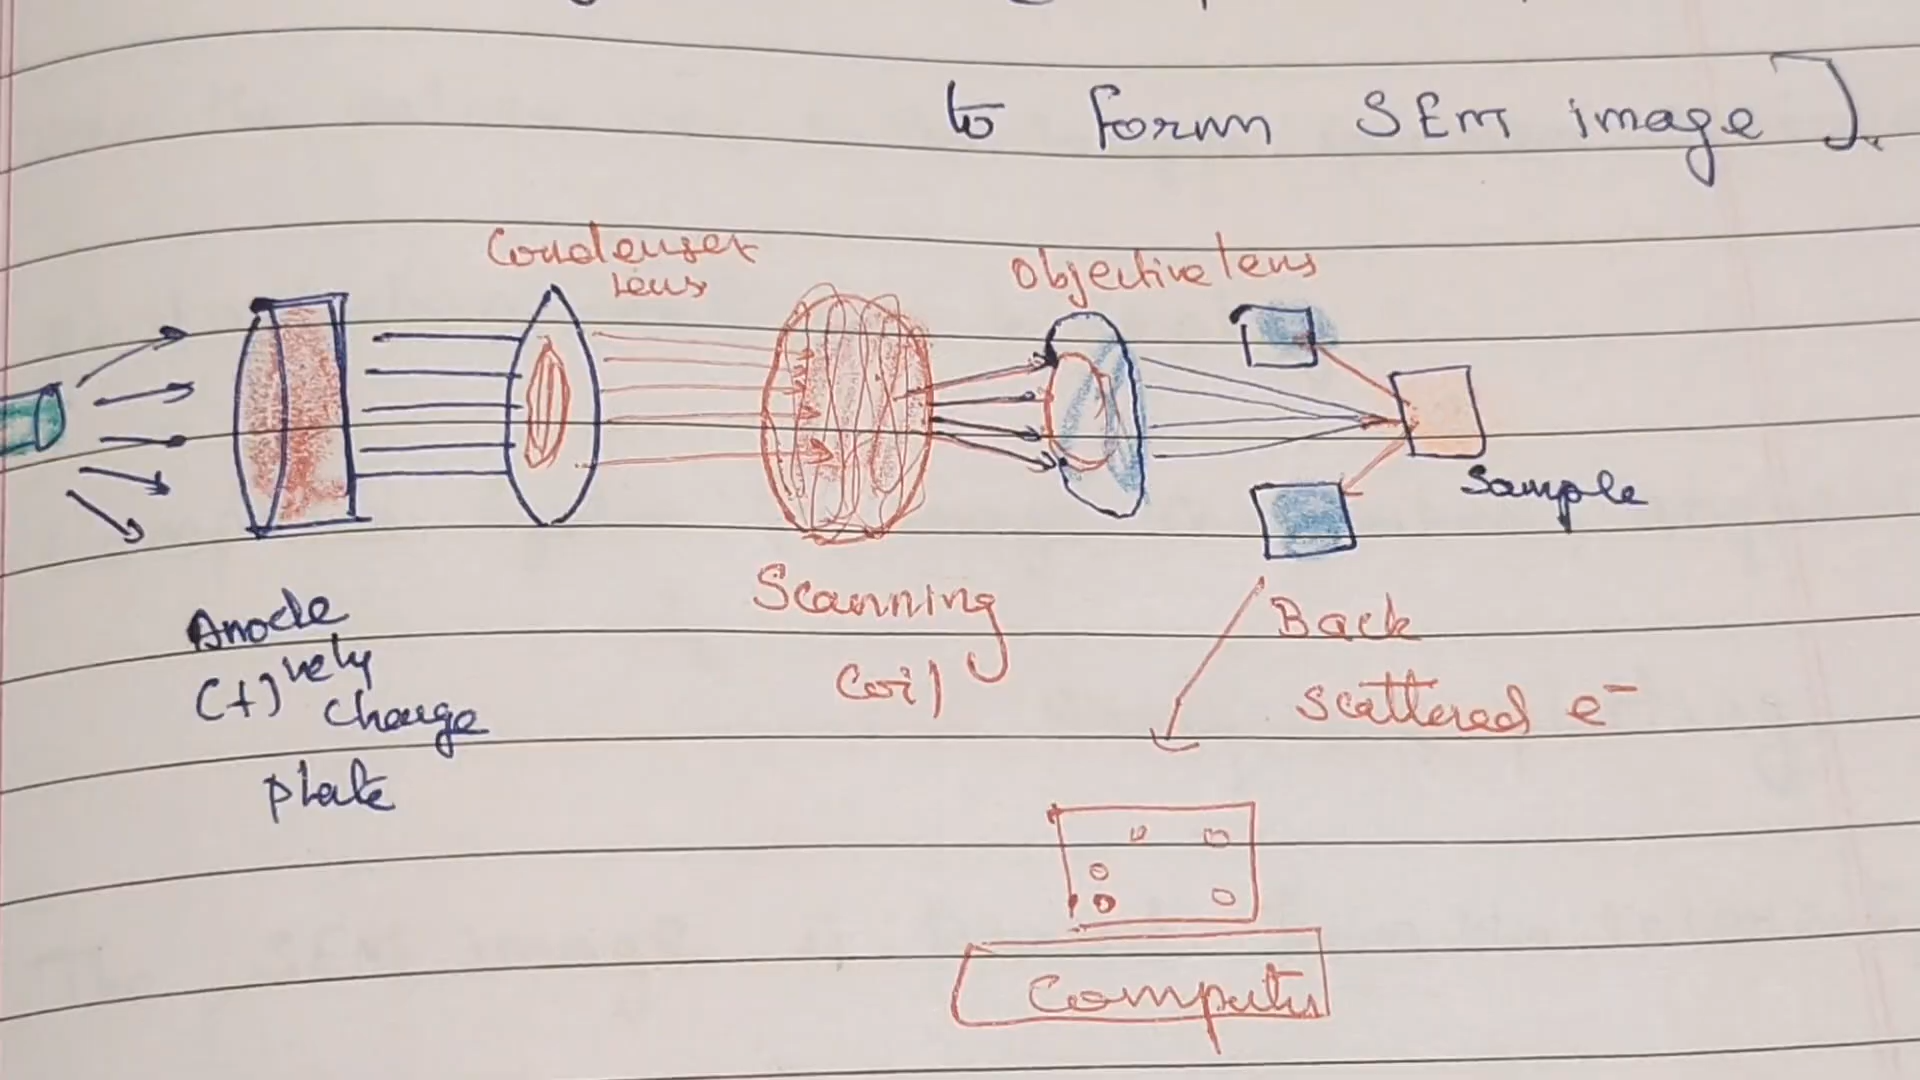 to form SEM image].
Condenser
lens
Objective lens
Sample
Anode
(+)vely
charge
plate
Scanning
Coil
Back
scattered e⁻
Computer